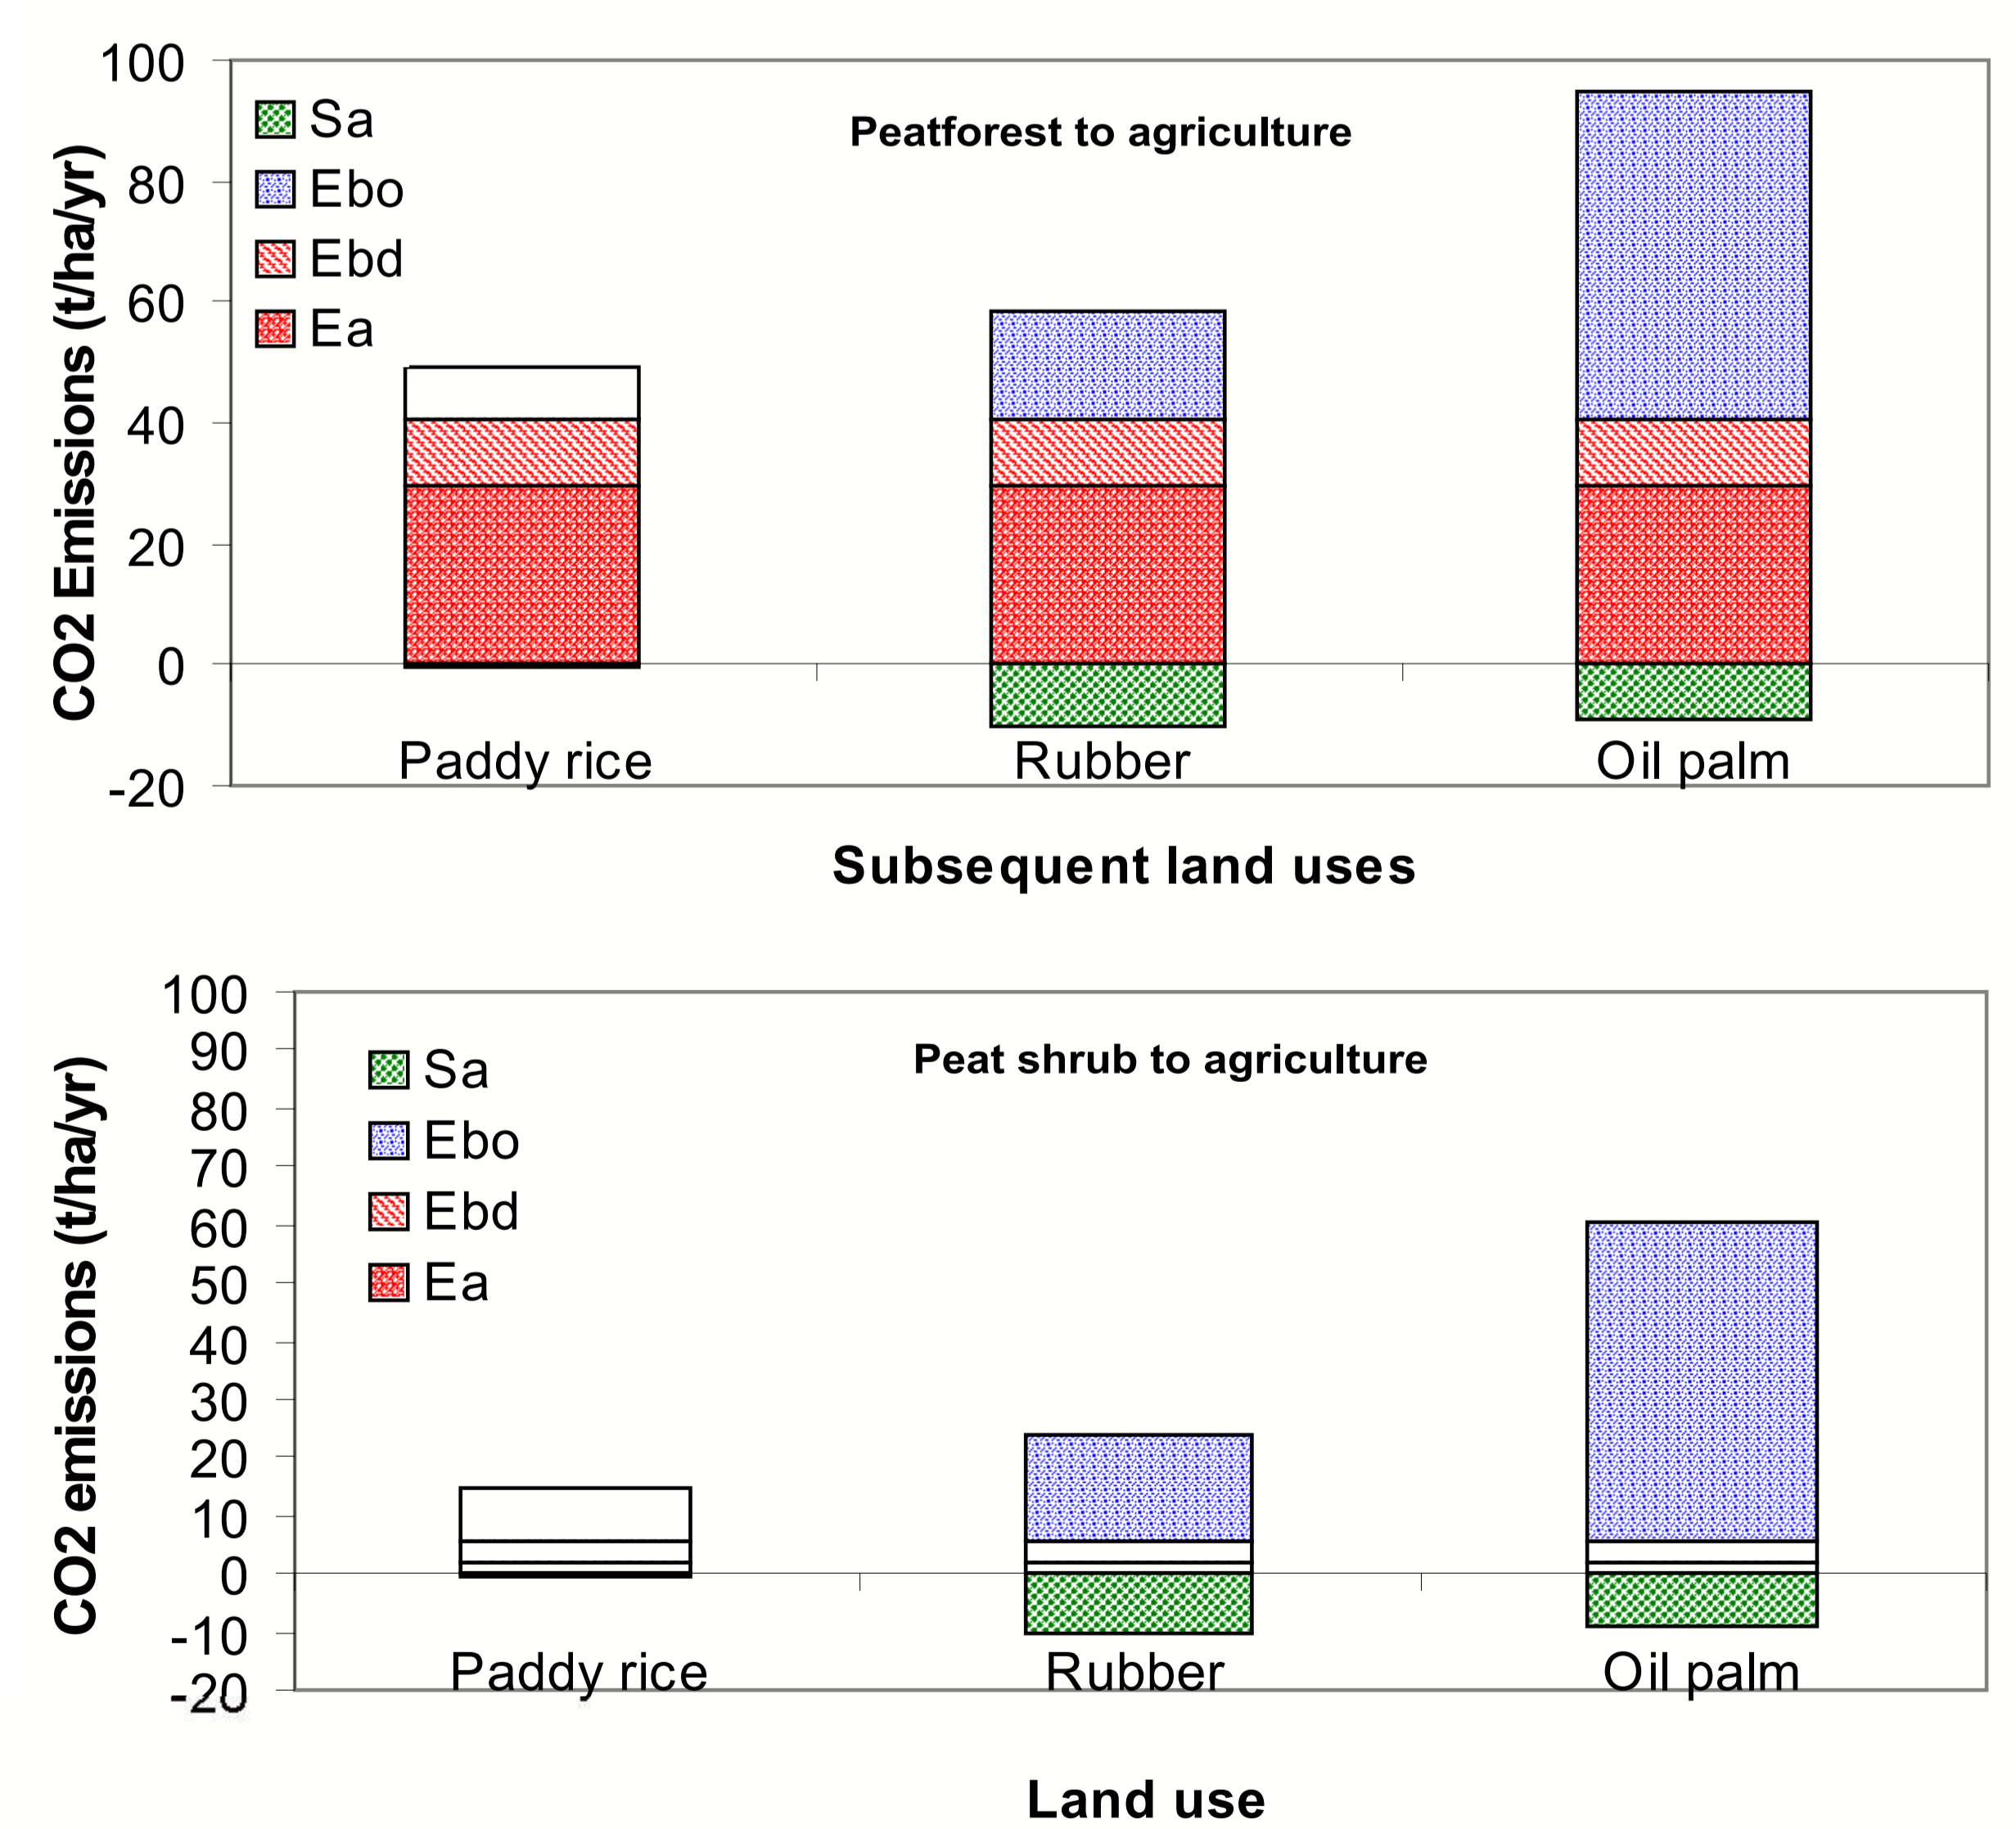 100
80
60
40
20
0
-20
CO2 Emissions (t/ha/yr)
Sa
Ebo
Ebd
Ea
Peatforest to agriculture
Paddy rice
Rubber
Oil palm
Subsequent land uses
100
90
80
70
60
50
40
30
20
10
0
-10
-20
CO2 emissions (t/ha/yr)
Sa
Ebo
Ebd
Ea
Peat shrub to agriculture
Paddy rice
Rubber
Oil palm
Land use